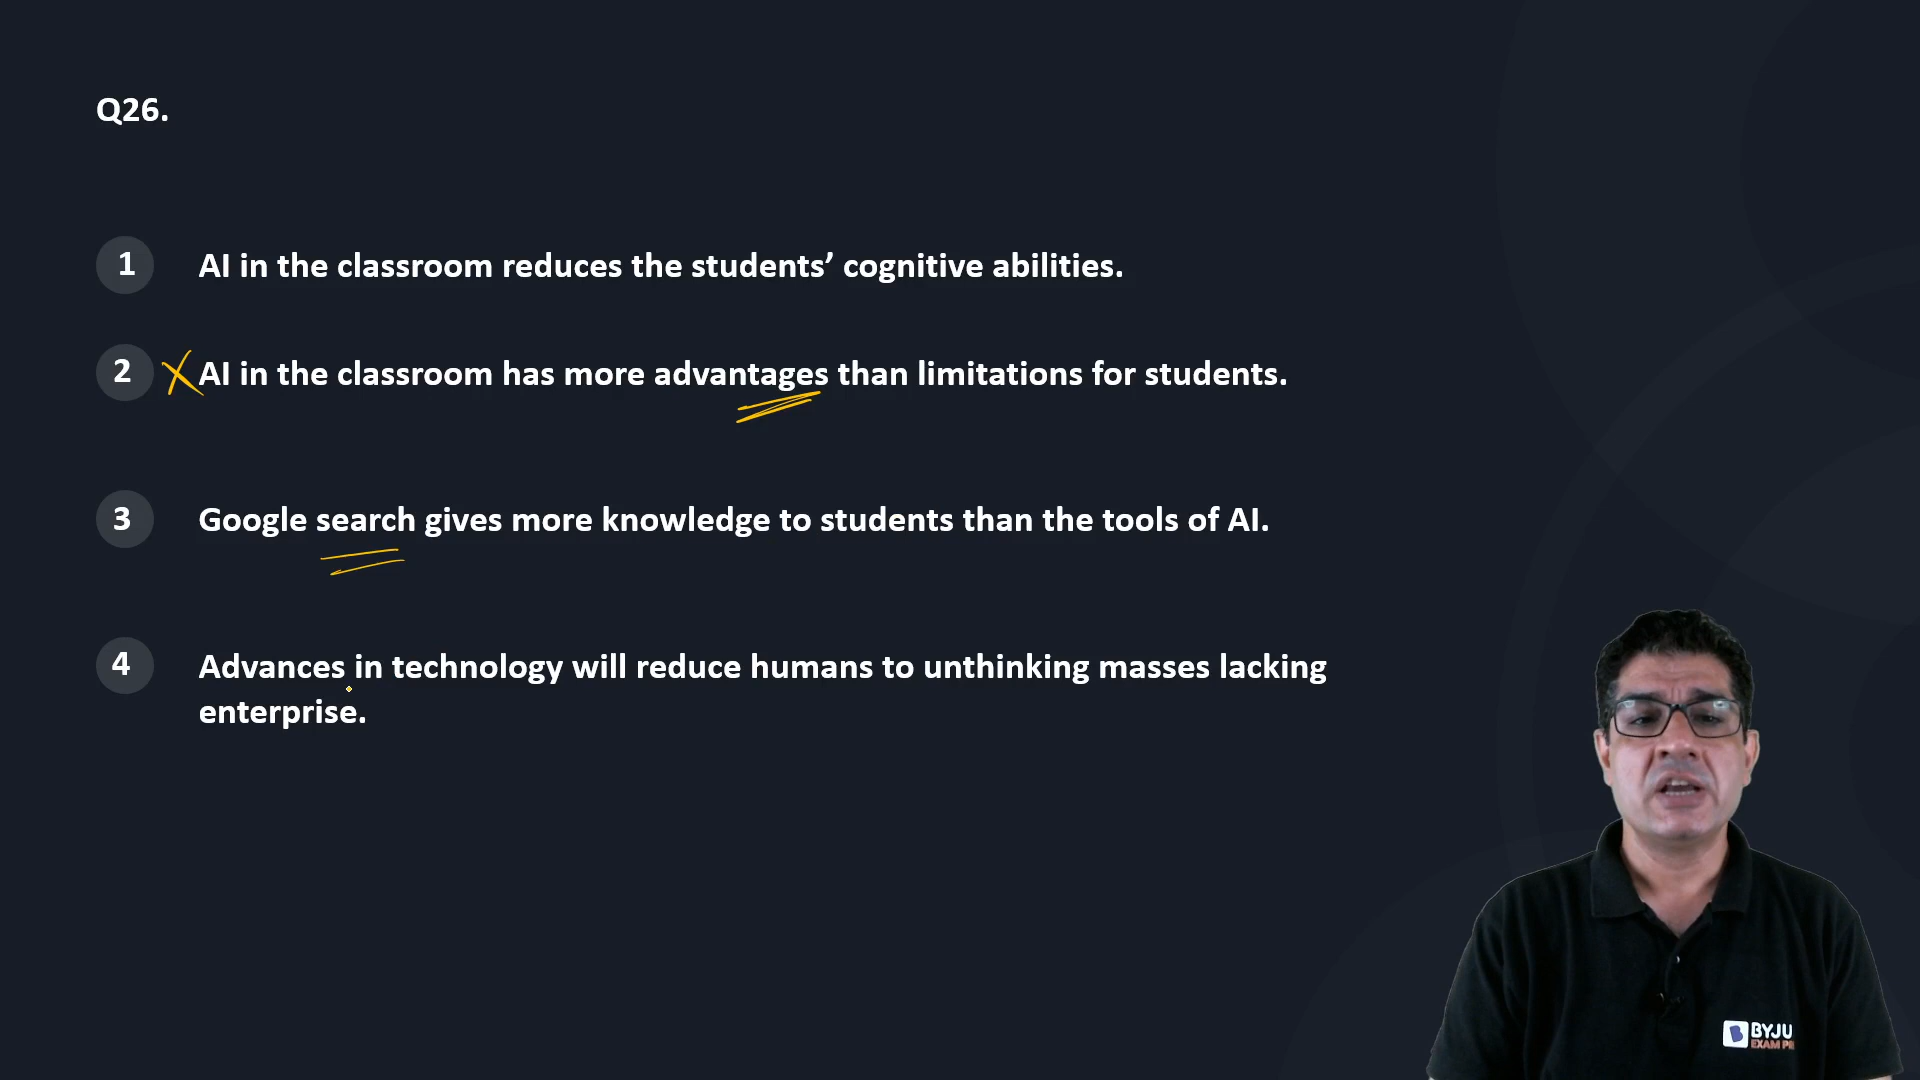 Q26.
1 AI in the classroom reduces the students’ cognitive abilities.
2 AI in the classroom has more advantages than limitations for students.
3 Google search gives more knowledge to students than the tools of AI.
4 Advances in technology will reduce humans to unthinking masses lacking
enterprise.
BYJU
EXAM PR